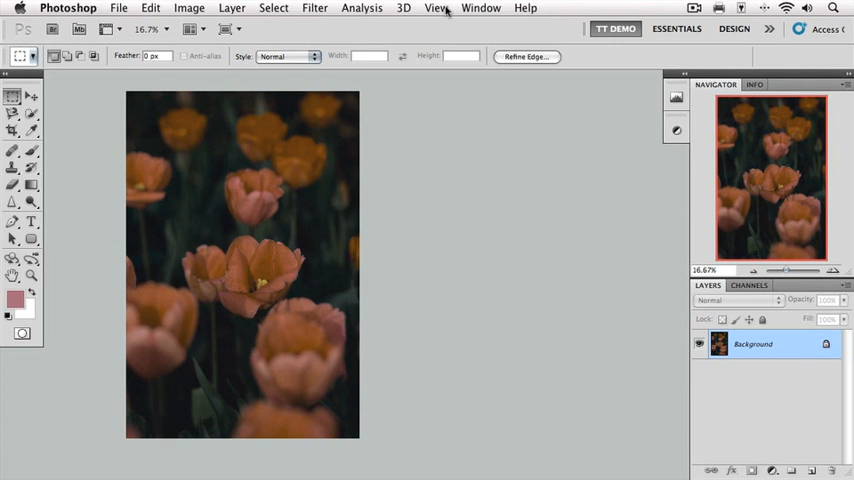 Photoshop File Edit Image Layer Select Filter Analysis 3D View Window Help
Ps Br Mb 16.7% TT DEMO ESSENTIALS DESIGN Access
Feather: 0 px Anti-alias Style: Normal Width: Height: Refine Edge...
NAVIGATOR INFO
16.67%
LAYERS CHANNELS
Normal Opacity: 100%
Lock: Fill: 100%
Background